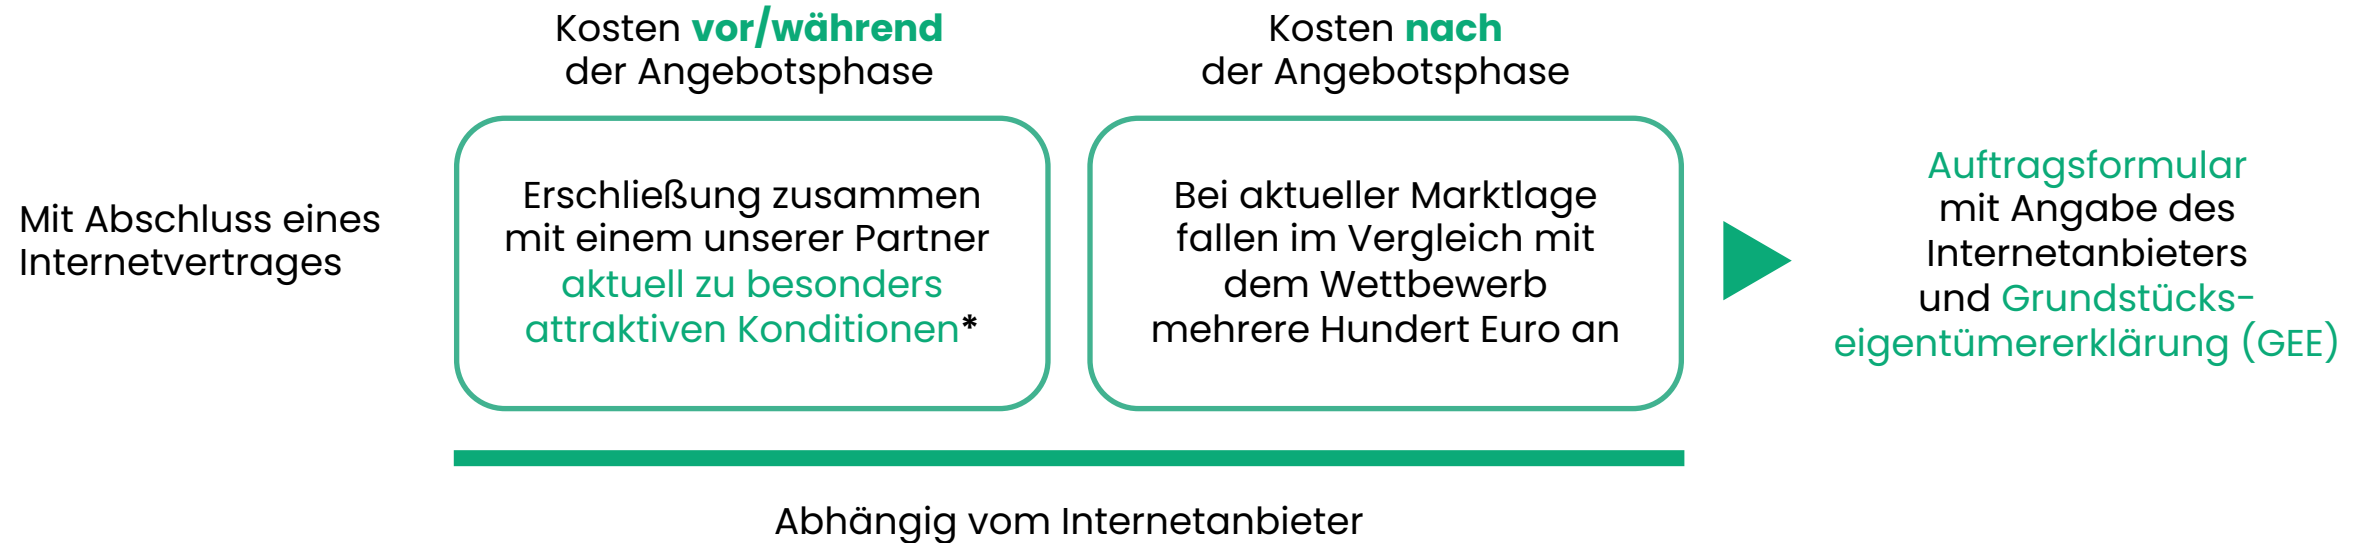 Kosten vor/während
der Angebotsphase
Kosten nach
der Angebotsphase
Mit Abschluss eines
Internetvertrages
Erschließung zusammen
mit einem unserer Partner
aktuell zu besonders
attraktiven Konditionen*
Bei aktueller Marktlage
fallen im Vergleich mit
dem Wettbewerb
mehrere Hundert Euro an
Auftragsformular
mit Angabe des
Internetanbieters
und Grundstücks-
eigentümererklärung (GEE)
Abhängig vom Internetanbieter